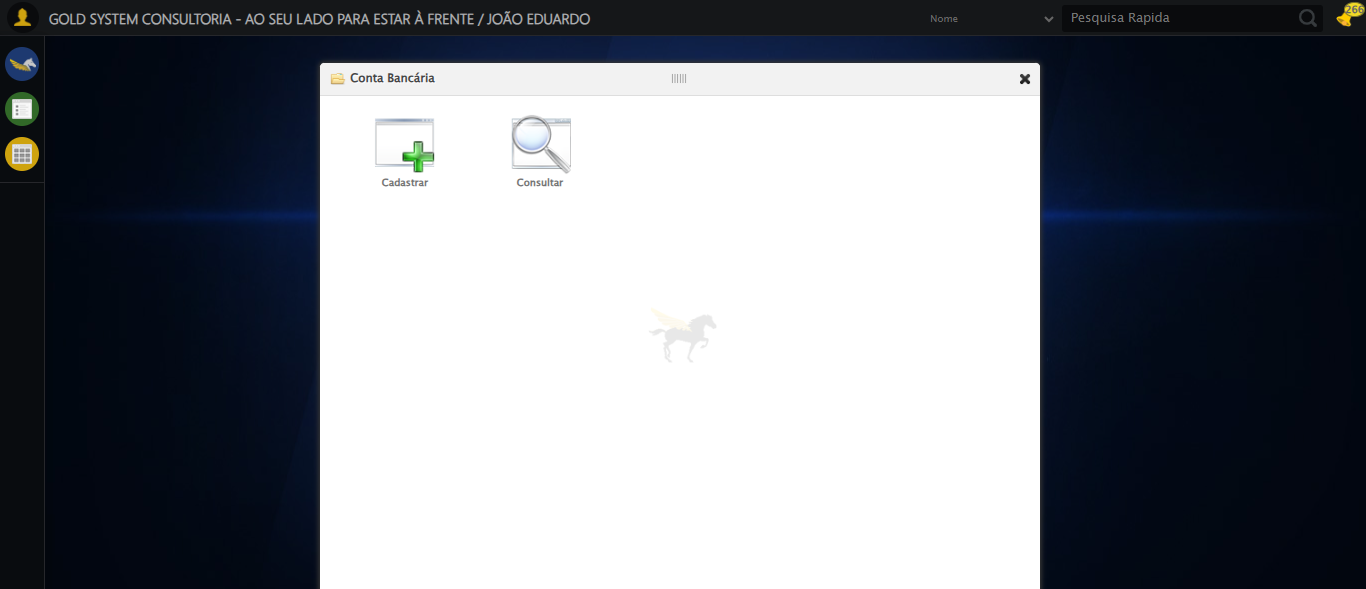 GOLD SYSTEM CONSULTORIA - AO SEU LADO PARA ESTAR À FRENTE / JOÃO EDUARDO
Nome
Pesquisa Rapida
266
Conta Bancária
Cadastrar
Consultar